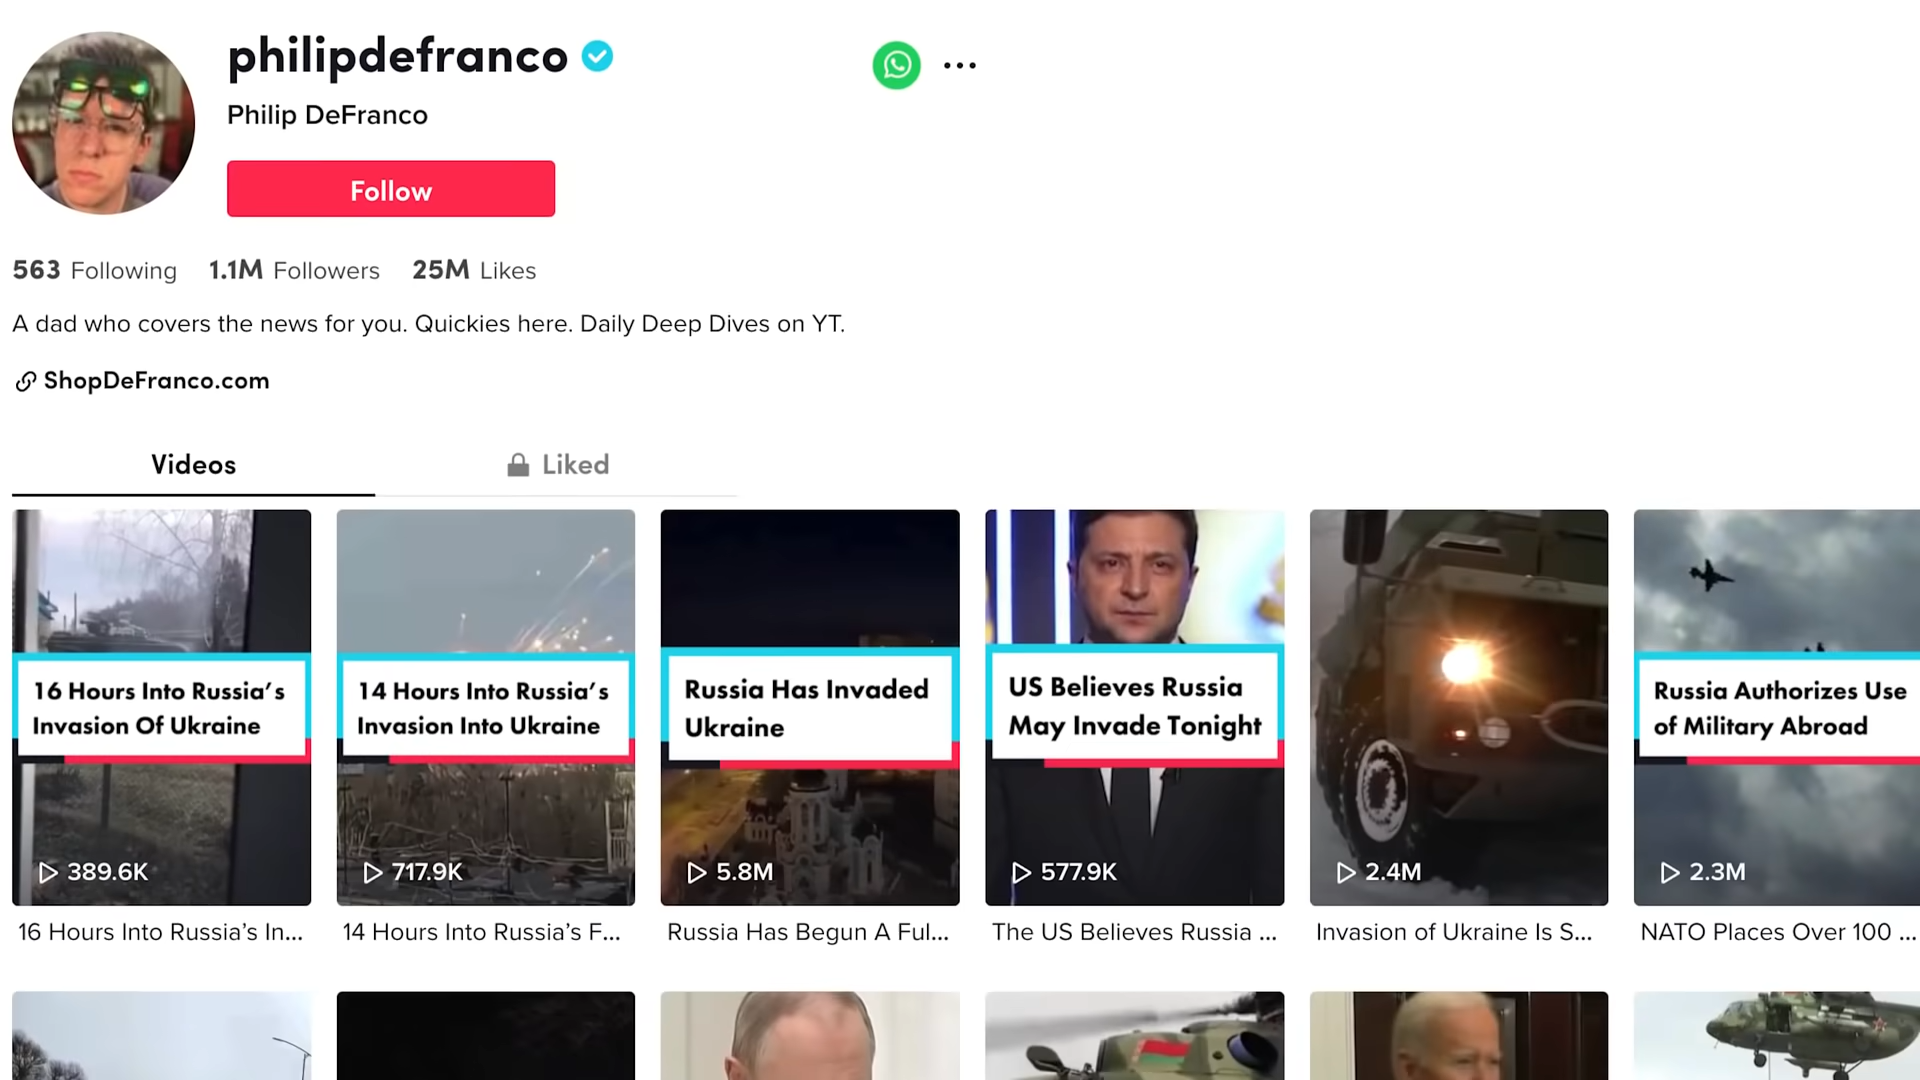 philipdefranco
Philip DeFranco
Follow
563 Following 1.1M Followers 25M Likes
A dad who covers the news for you. Quickies here. Daily Deep Dives on YT.
ShopDeFranco.com
Videos
Liked
16 Hours Into Russia’s
Invasion Of Ukraine
389.6K
16 Hours Into Russia’s In...
14 Hours Into Russia’s
Invasion Into Ukraine
717.9K
14 Hours Into Russia’s F...
Russia Has Invaded
Ukraine
5.8M
Russia Has Begun A Ful...
US Believes Russia
May Invade Tonight
577.9K
The US Believes Russia ...
2.4M
Invasion of Ukraine Is S...
Russia Authorizes Use
of Military Abroad
2.3M
NATO Places Over 100 ...